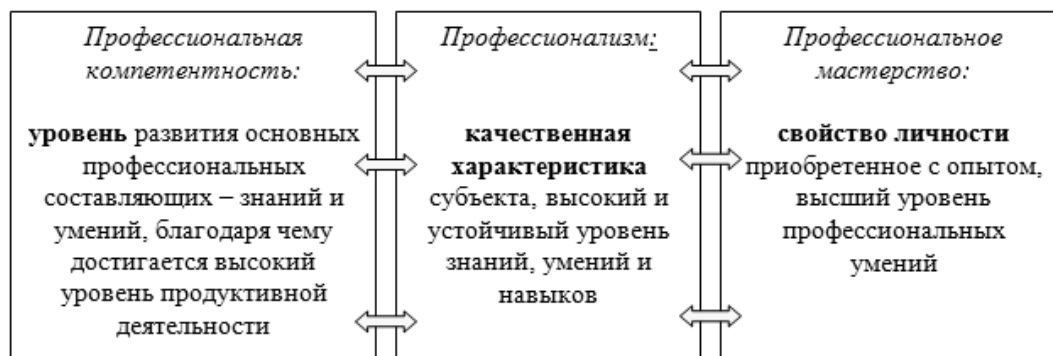 Профессиональная
компетентность:
уровень развития основных
профессиональных
составляющих – знаний и
умений, благодаря чему
достигается высокий
уровень продуктивной
деятельности
Профессионализм:
качественная
характеристика
субъекта, высокий и
устойчивый уровень
знаний, умений и
навыков
Профессиональное
мастерство:
свойство личности
приобретенное с опытом,
высший уровень
профессиональных
умений